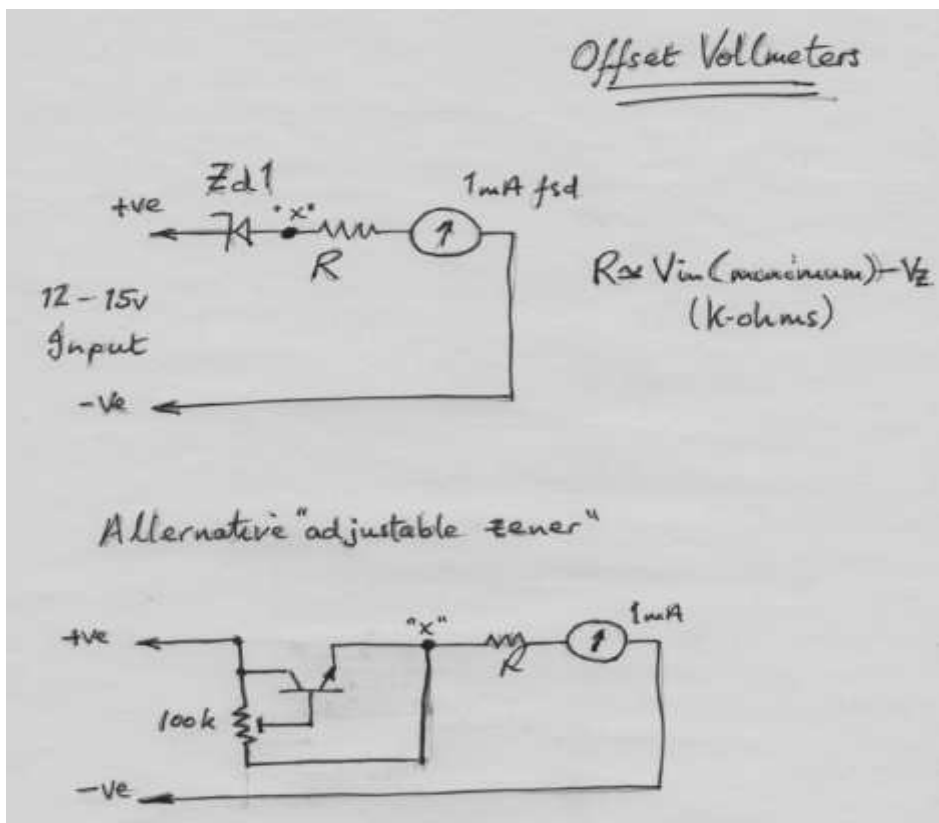 Offset Voltmeters
Zd1
"x"
1mA fsd
+ve
R
12-15v
Input
-ve
R≈ Vin (maximum)-Vz
(K-ohms)
Alternative "adjustable zener"
+ve
"x"
1mA
R
100k
-ve